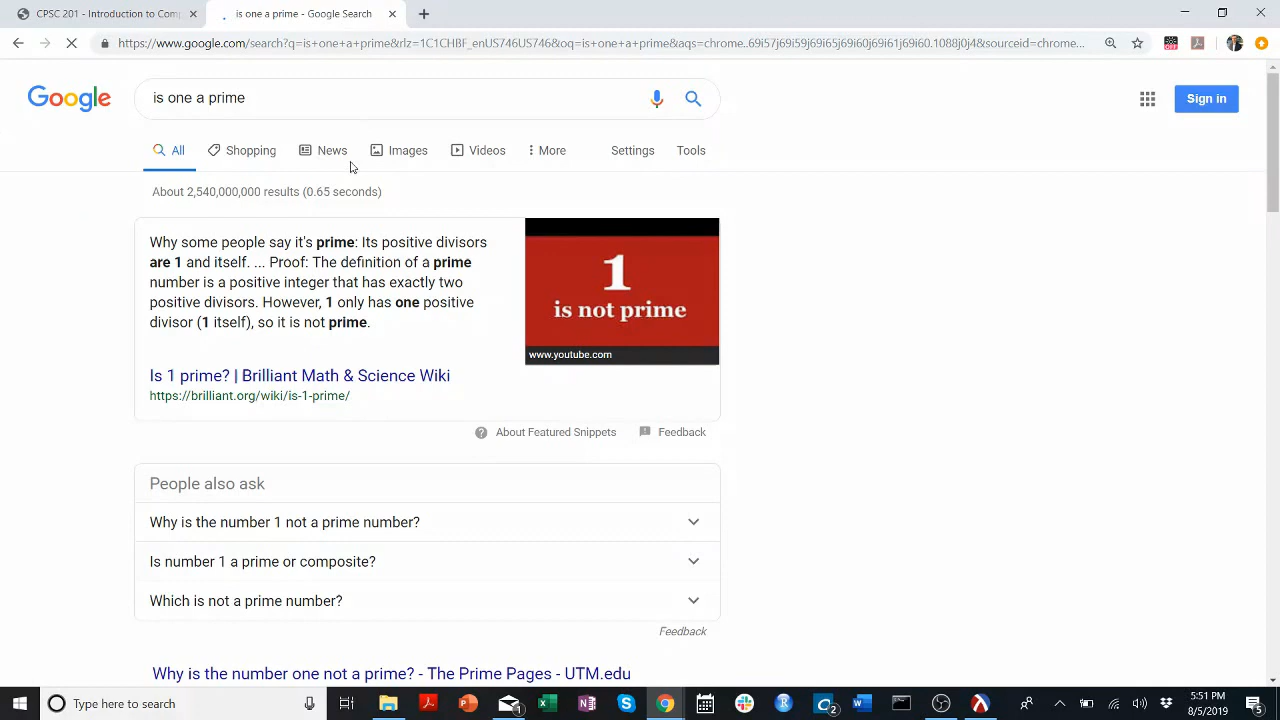 CPSC 201 - Introduction to Comp
is one a prime - Google Search
https://www.google.com/search?q=is+one+a+prime&rlz=1C1CHBF_enUS746US746&oq=is+one+a+prime&aqs=chrome..69i57j69i59j69i65j69i60j69i61j69i60.1088j0j4&sourceid=chrome...
OFF
Google
is one a prime
Sign in
All
Shopping
News
Images
Videos
More
Settings
Tools
About 2,540,000,000 results (0.65 seconds)
Why some people say it's prime: Its positive divisors
are 1 and itself. ... Proof: The definition of a prime
number is a positive integer that has exactly two
positive divisors. However, 1 only has one positive
divisor (1 itself), so it is not prime.
1
is not prime
www.youtube.com
Is 1 prime? | Brilliant Math & Science Wiki
https://brilliant.org/wiki/is-1-prime/
About Featured Snippets
Feedback
People also ask
Why is the number 1 not a prime number?
Is number 1 a prime or composite?
Which is not a prime number?
Feedback
Why is the number one not a prime? - The Prime Pages - UTM.edu
Type here to search
5:51 PM
8/5/2019